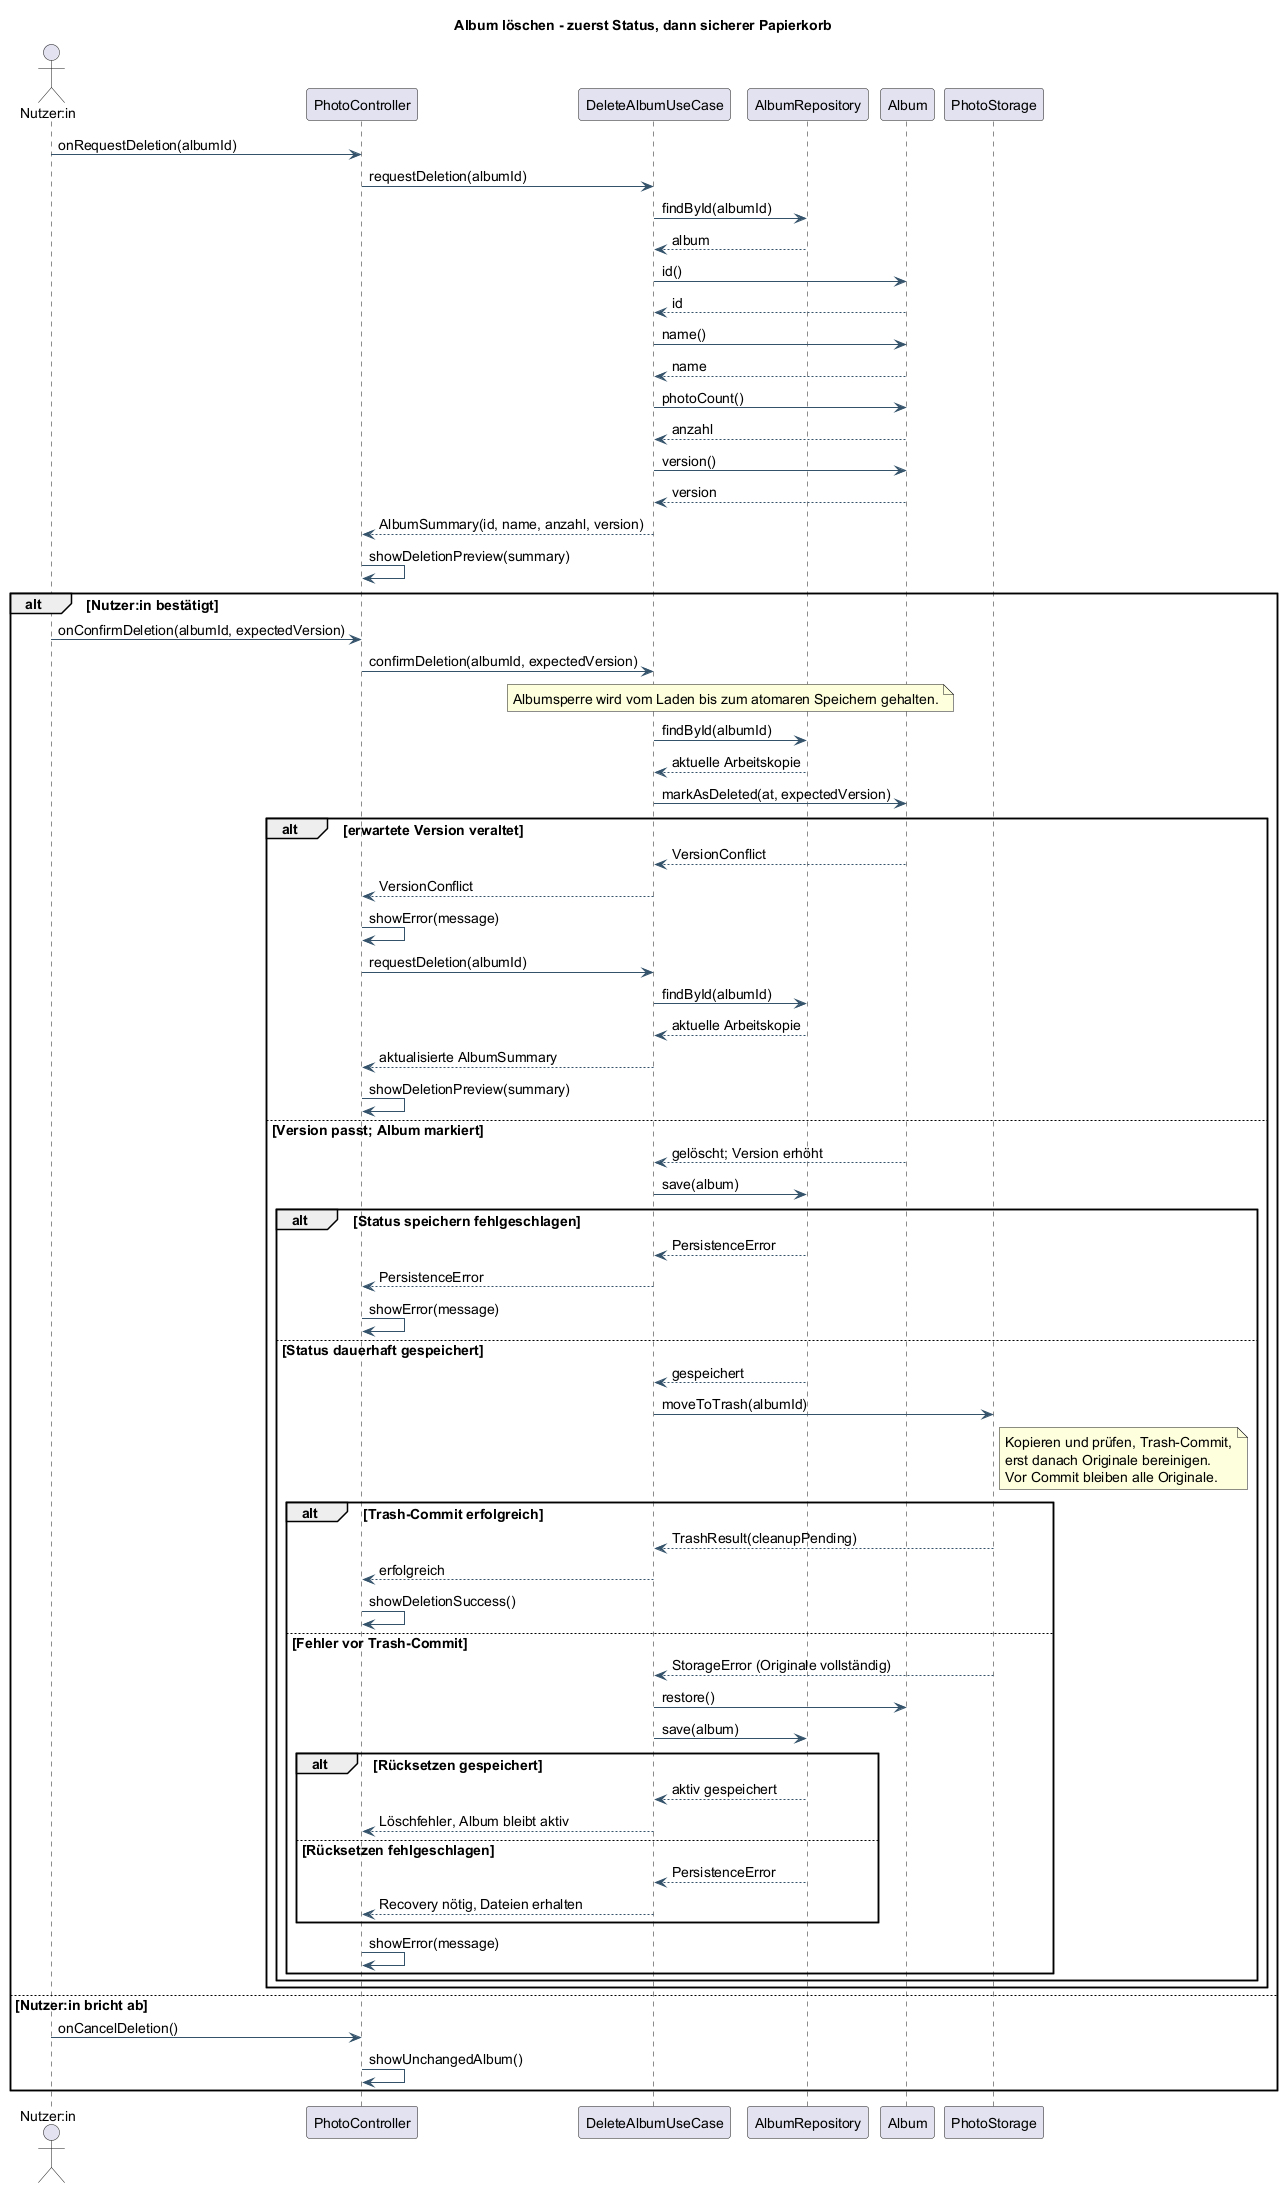 Album löschen - zuerst Status, dann sicherer Papierkorb
Nutzer:in
PhotoController
DeleteAlbumUseCase
AlbumRepository
Album
PhotoStorage
onRequestDeletion(albumId)
requestDeletion(albumId)
findById(albumId)
album
id()
id
name()
name
photoCount()
anzahl
version()
version
AlbumSummary(id, name, anzahl, version)
showDeletionPreview(summary)
alt
[Nutzer:in bestätigt]
onConfirmDeletion(albumId, expectedVersion)
confirmDeletion(albumId, expectedVersion)
Albumsperre wird vom Laden bis zum atomaren Speichern gehalten.
findById(albumId)
aktuelle Arbeitskopie
markAsDeleted(at, expectedVersion)
alt
[erwartete Version veraltet]
VersionConflict
VersionConflict
showError(message)
requestDeletion(albumId)
findById(albumId)
aktuelle Arbeitskopie
aktualisierte AlbumSummary
showDeletionPreview(summary)
[Version passt; Album markiert]
gelöscht; Version erhöht
save(album)
alt
[Status speichern fehlgeschlagen]
PersistenceError
PersistenceError
showError(message)
[Status dauerhaft gespeichert]
gespeichert
moveToTrash(albumId)
Kopieren und prüfen, Trash-Commit,
erst danach Originale bereinigen.
Vor Commit bleiben alle Originale.
alt
[Trash-Commit erfolgreich]
TrashResult(cleanupPending)
erfolgreich
showDeletionSuccess()
[Fehler vor Trash-Commit]
StorageError (Originale vollständig)
restore()
save(album)
alt
[Rücksetzen gespeichert]
aktiv gespeichert
Löschfehler, Album bleibt aktiv
[Rücksetzen fehlgeschlagen]
PersistenceError
Recovery nötig, Dateien erhalten
showError(message)
[Nutzer:in bricht ab]
onCancelDeletion()
showUnchangedAlbum()
Nutzer:in
PhotoController
DeleteAlbumUseCase
AlbumRepository
Album
PhotoStorage